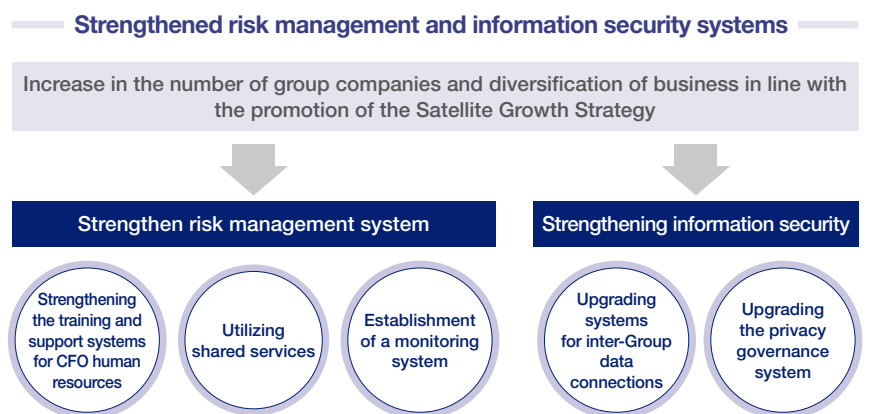 Strengthened risk management and information security systems
Increase in the number of group companies and diversification of business in line with
the promotion of the Satellite Growth Strategy
Strengthen risk management system
Strengthening information security
Strengthening
the training and
support systems
for CFO human
resources
Utilizing
shared services
Establishment
of a monitoring
system
Upgrading
systems
for inter-Group
data
connections
Upgrading
the privacy
governance
system